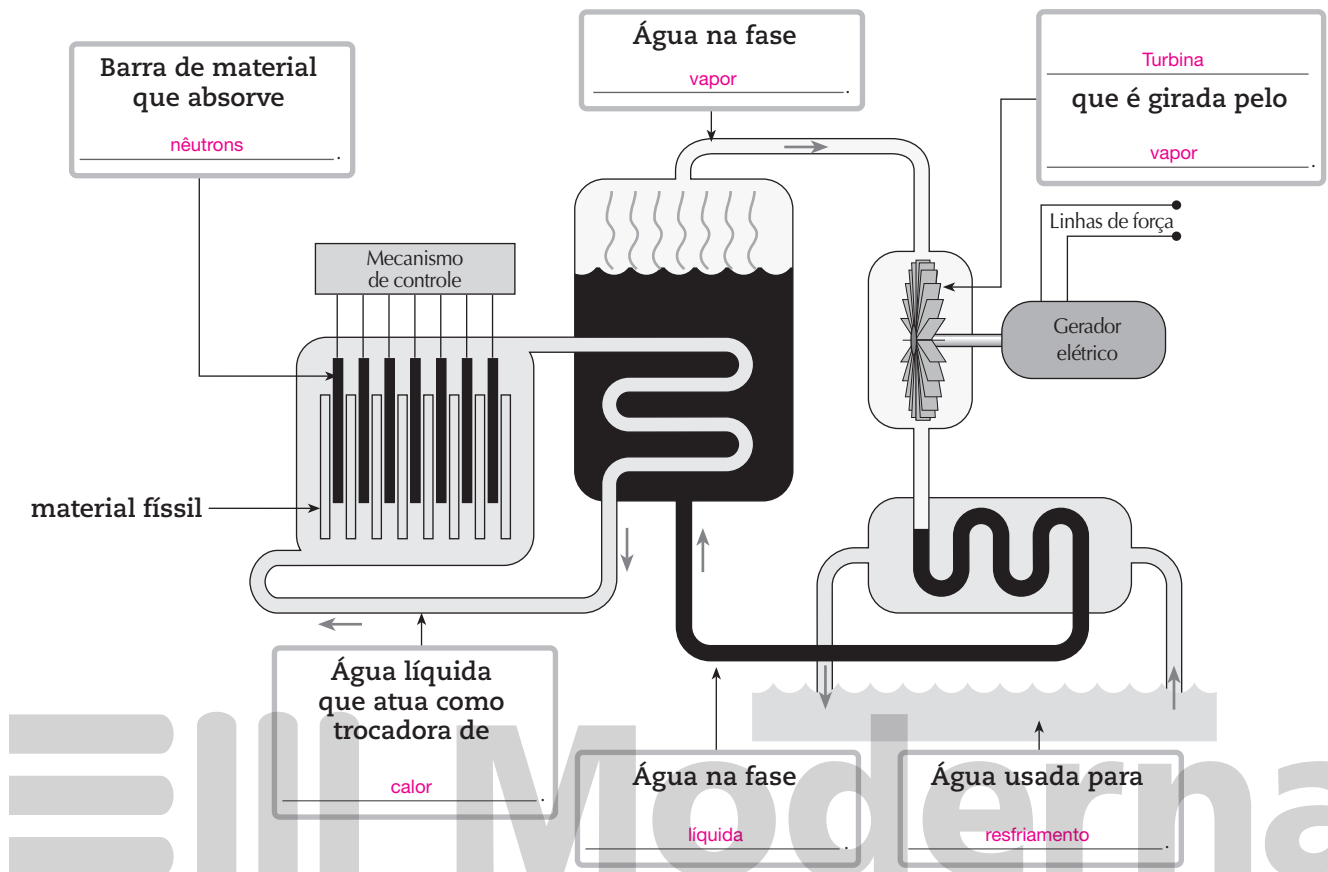 Barra de material
que absorve
nêutrons.
Água na fase
vapor.
Turbina
que é girada pelo
vapor.
Linhas de força
Mecanismo
de controle
Gerador
elétrico
material físsil
Água líquida
que atua como
trocadora de
calor.
Água na fase
líquida.
Água usada para
resfriamento.
Moderna